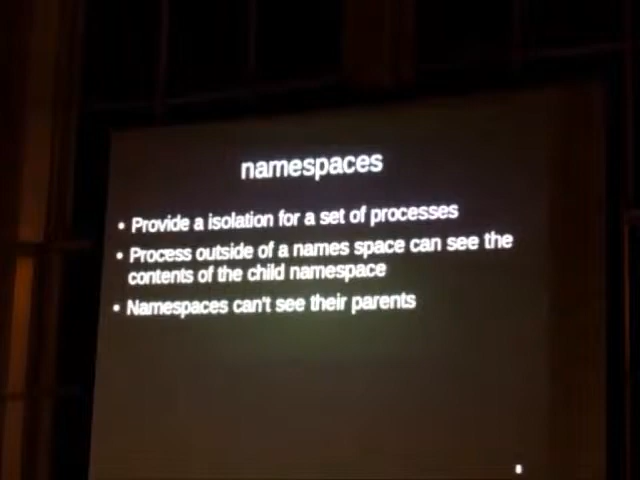 namespaces
• Provide a isolation for a set of processes
• Process outside of a names space can see the
contents of the child namespace
• Namespaces can't see their parents